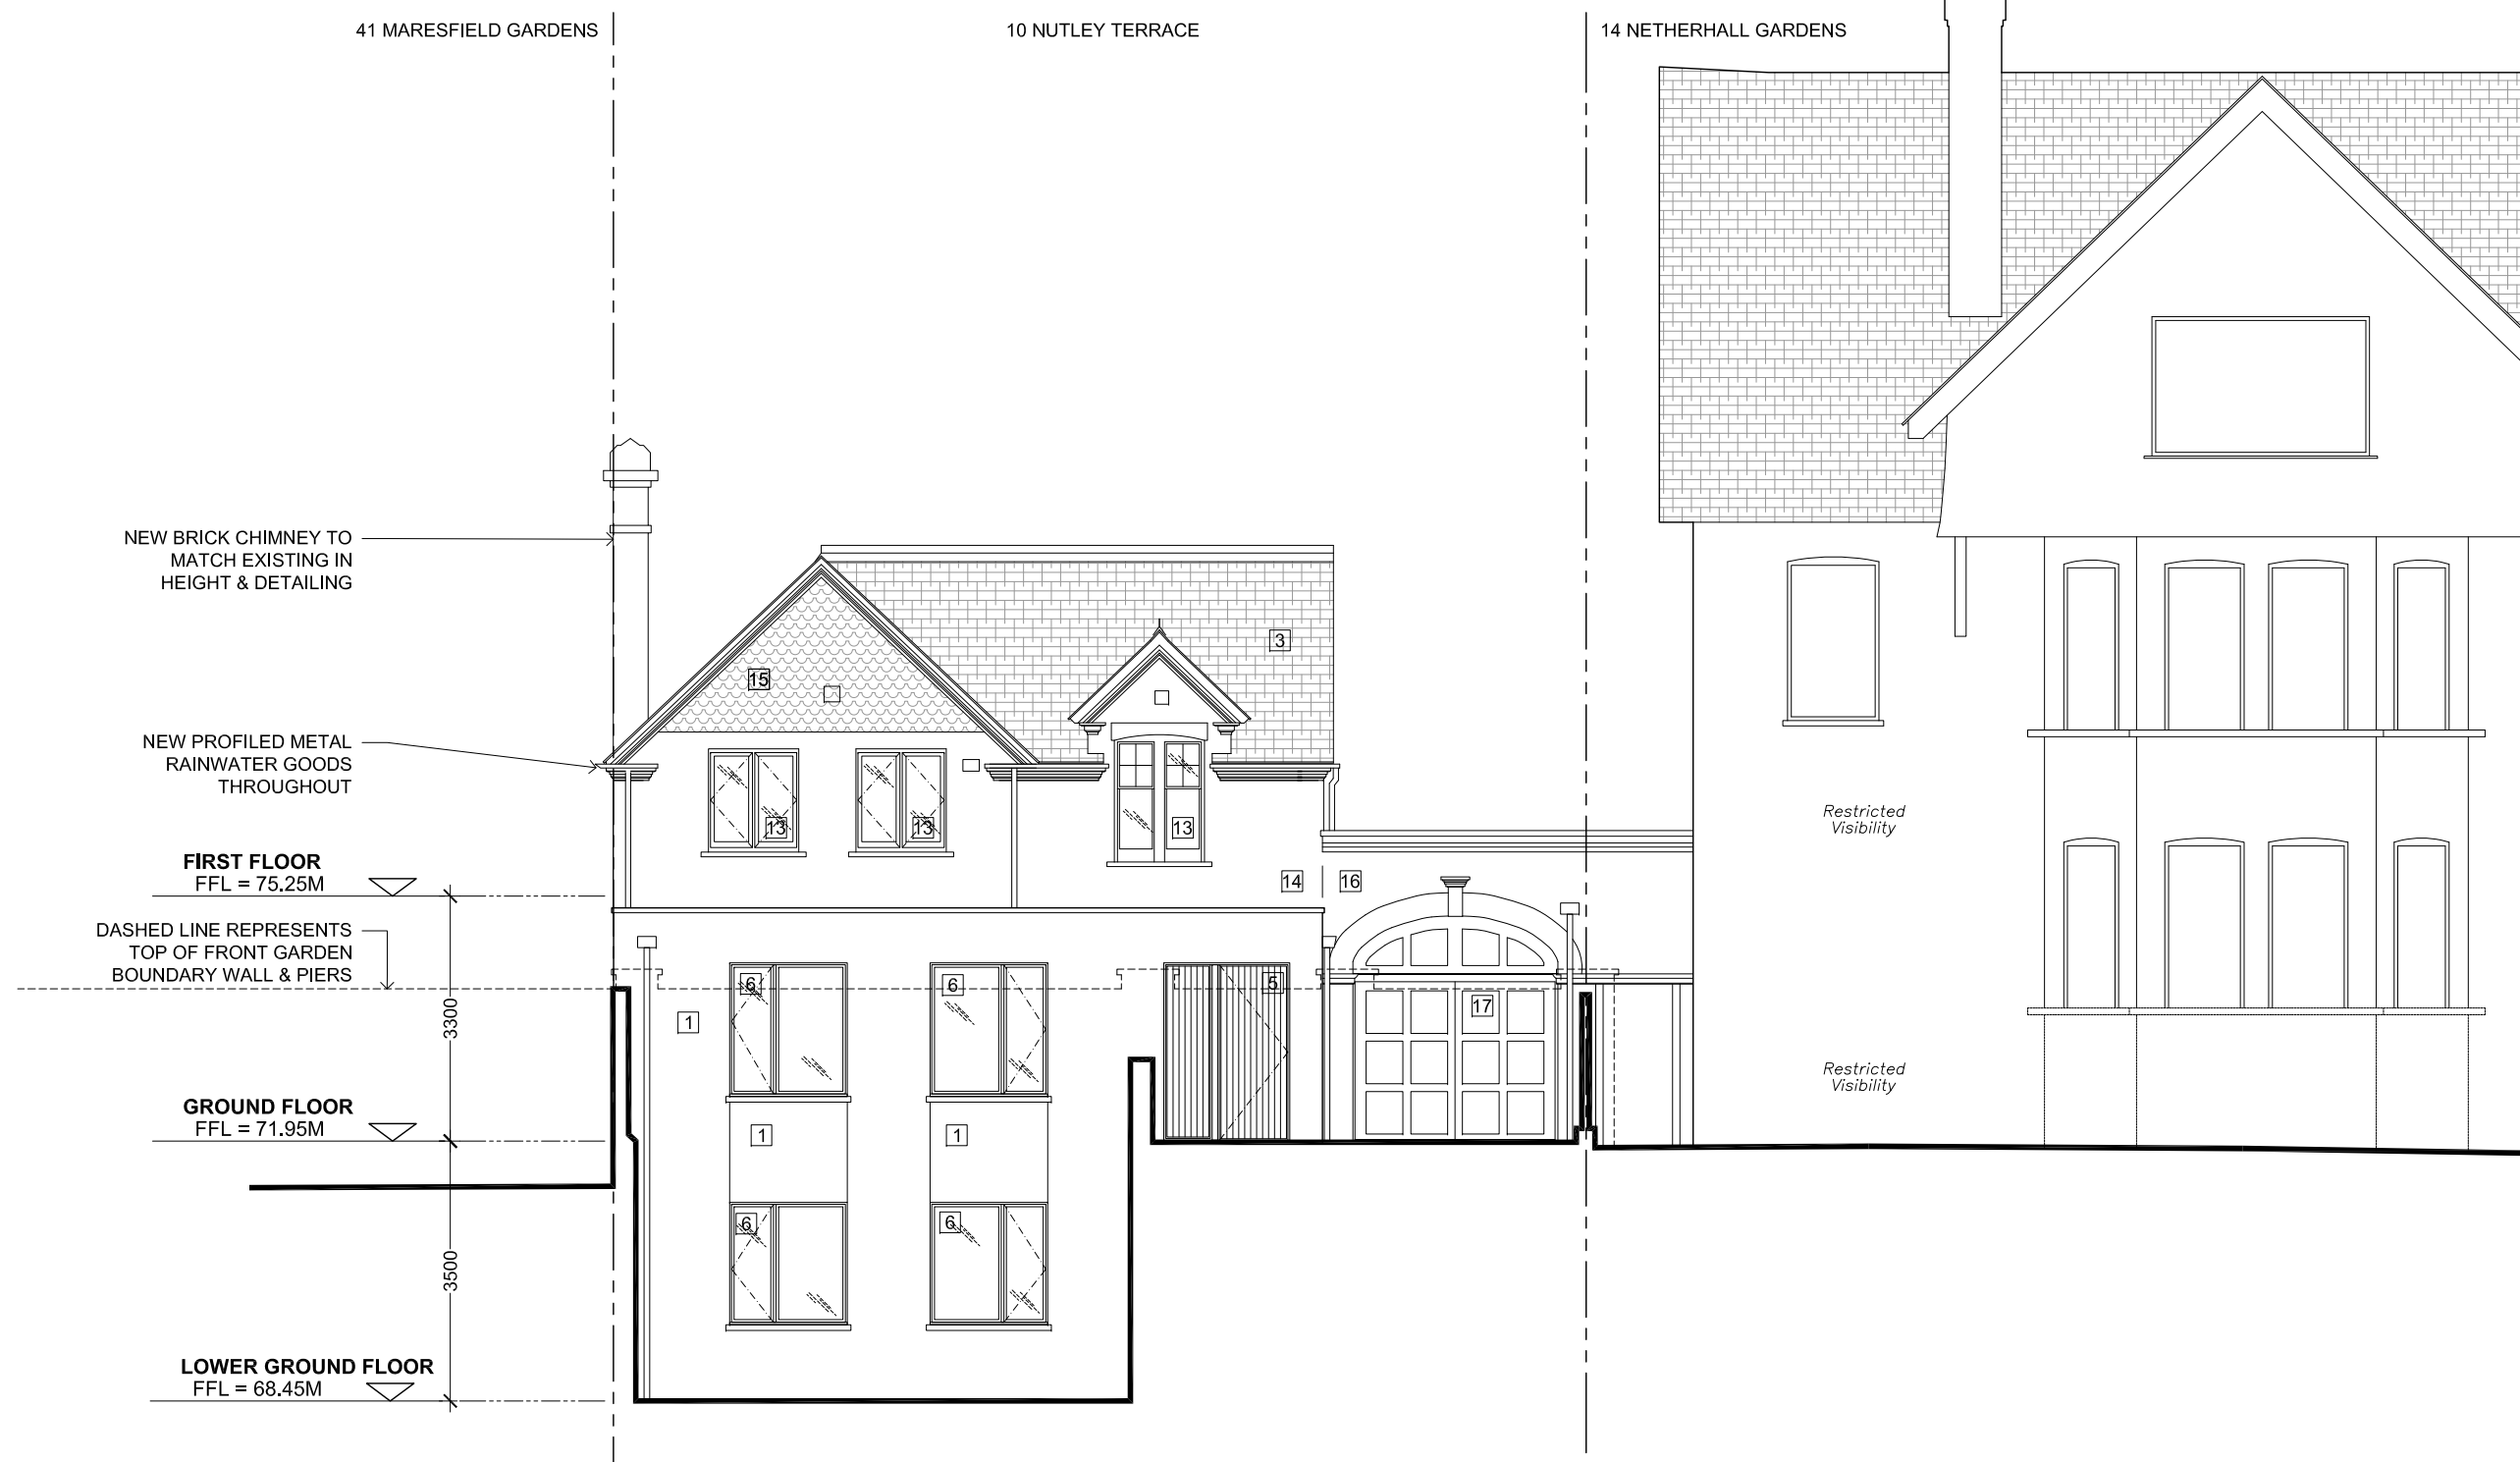 41 MARESFIELD GARDENS
10 NUTLEY TERRACE
14 NETHERHALL GARDENS
NEW BRICK CHIMNEY TO
MATCH EXISTING IN
HEIGHT & DETAILING
3
15
NEW PROFILED METAL
RAINWATER GOODS
THROUGHOUT
13
13
13
Restricted
Visibility
FIRST FLOOR
FFL = 75.25M
14
16
DASHED LINE REPRESENTS
TOP OF FRONT GARDEN
BOUNDARY WALL & PIERS
6
6
5
17
1
3300
Restricted
Visibility
GROUND FLOOR
FFL = 71.95M
1
1
6
6
3500
LOWER GROUND FLOOR
FFL = 68.45M